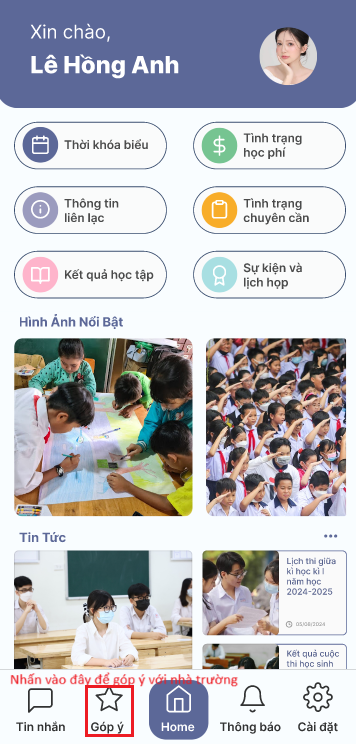 Xin chào,
Lê Hồng Anh
Thời khóa biểu
Tình trạng
học phí
Thông tin
liên lạc
Tình trạng
chuyên cần
Kết quả học tập
Sự kiện và
lịch họp
Hình Ảnh Nổi Bật
Tin Tức
Lịch thi giữa
kì học kì I
năm học
2024-2025
05/08/2024
Kết quả cuộc
thi học sinh
Nhấn vào đây để góp ý với nhà trường
Tin nhắn
Góp ý
Home
Thông báo
Cài đặt